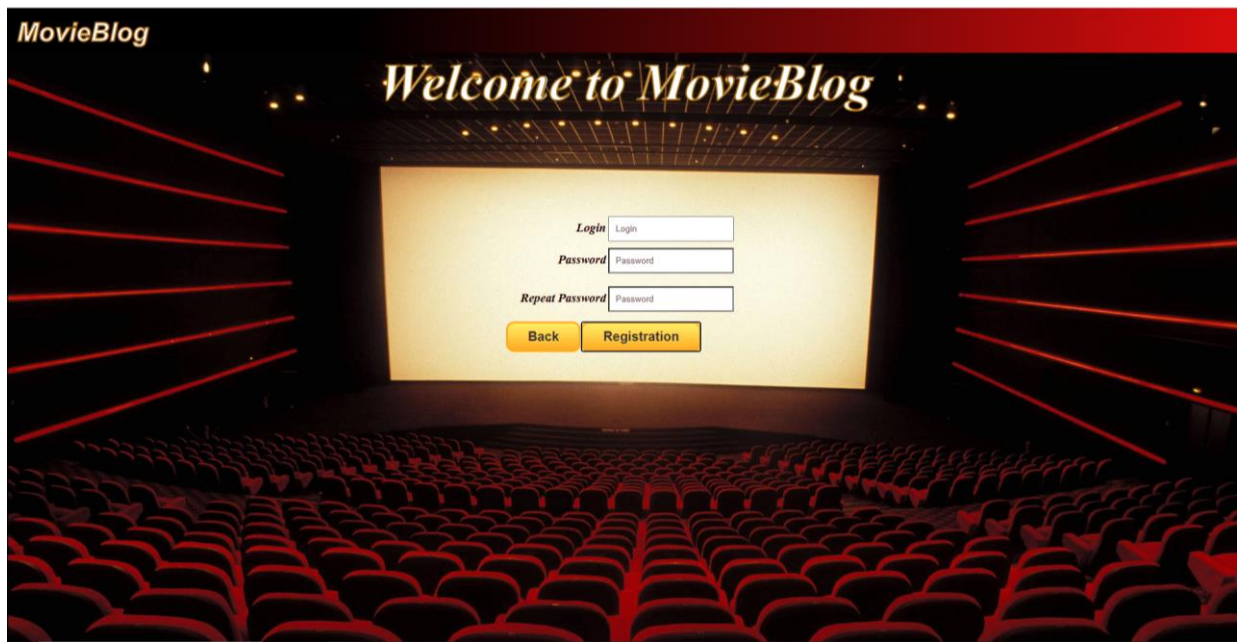 MovieBlog
Welcome to MovieBlog
Login Login
Password Password
Repeat Password Password
Back Registration